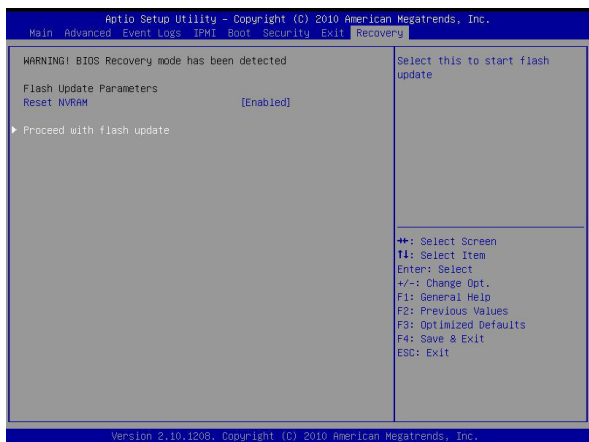 Aptio Setup Utility – Copyright (C) 2010 American Megatrends, Inc.
Main Advanced Event Logs IPMI Boot Security Exit Recovery
WARNING! BIOS Recovery mode has been detected
Flash Update Parameters
Reset NVRAM [Enabled]
▶ Proceed with flash update
Select this to start flash
update
→←: Select Screen
↑↓: Select Item
Enter: Select
+/-: Change Opt.
F1: General Help
F2: Previous Values
F3: Optimized Defaults
F4: Save & Exit
ESC: Exit
Version 2.10.1208. Copyright (C) 2010 American Megatrends, Inc.